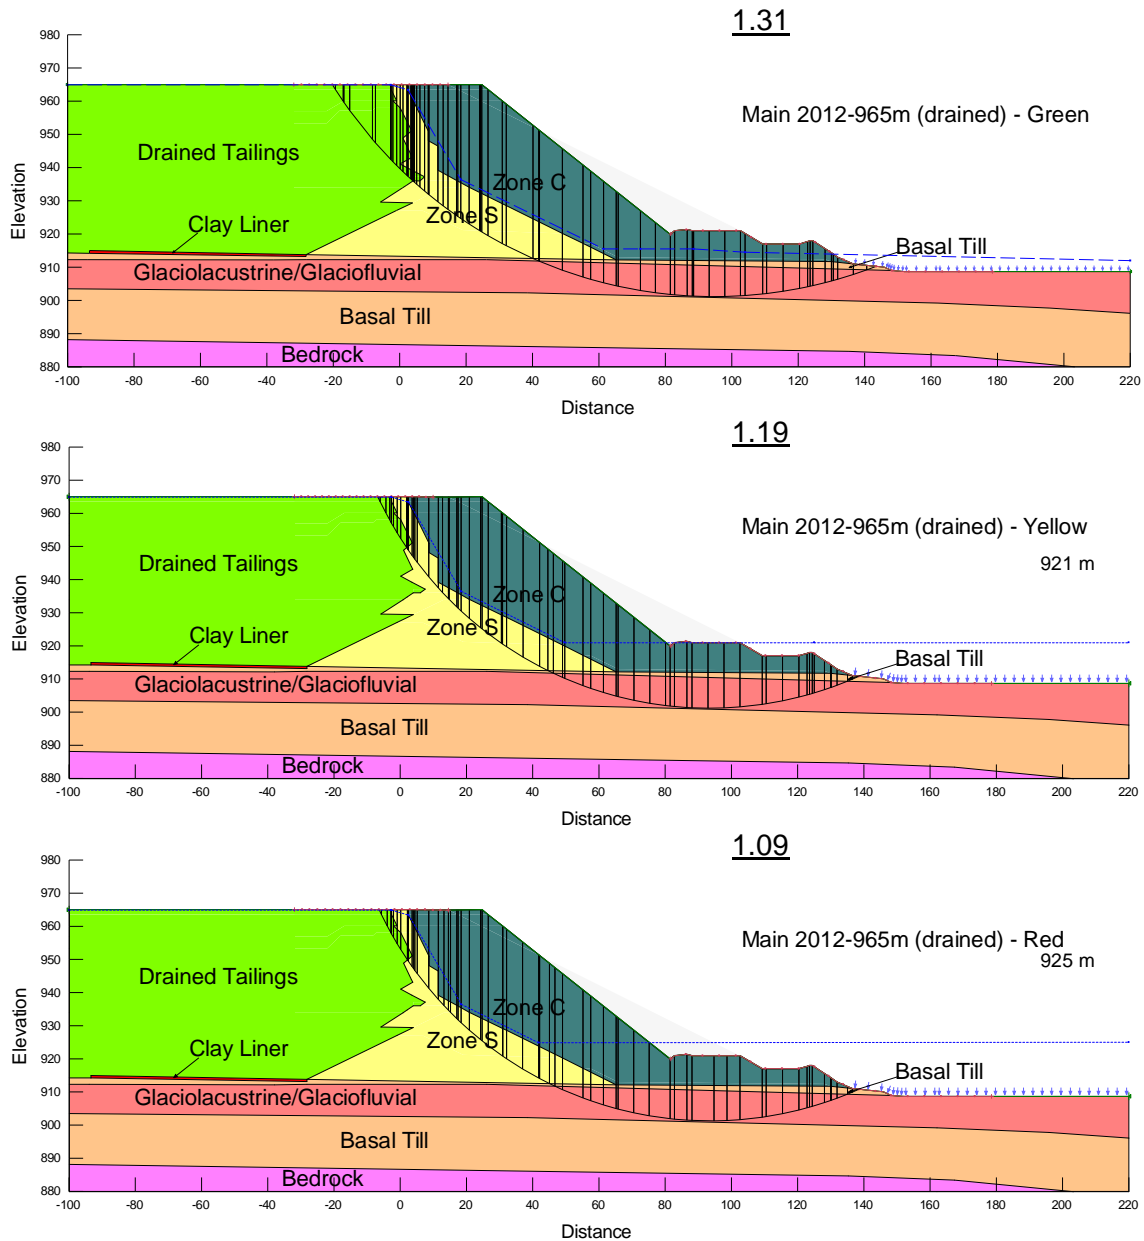 1.31
980
970
960
950
940
930
920
910
900
890
880
Elevation
Main 2012-965m (drained) - Green
Drained Tailings
Zone C
Zone S
Clay Liner
Basal Till
Glaciolacustrine/Glaciofluvial
Basal Till
Bedrock
-100 -80 -60 -40 -20 0 20 40 60 80 100 120 140 160 180 200 220
Distance
1.19
980
970
960
950
940
930
920
910
900
890
880
Elevation
Main 2012-965m (drained) - Yellow
921 m
Drained Tailings
Zone C
Zone S
Clay Liner
Basal Till
Glaciolacustrine/Glaciofluvial
Basal Till
Bedrock
-100 -80 -60 -40 -20 0 20 40 60 80 100 120 140 160 180 200 220
Distance
1.09
980
970
960
950
940
930
920
910
900
890
880
Elevation
Main 2012-965m (drained) - Red
925 m
Drained Tailings
Zone C
Zone S
Clay Liner
Basal Till
Glaciolacustrine/Glaciofluvial
Basal Till
Bedrock
-100 -80 -60 -40 -20 0 20 40 60 80 100 120 140 160 180 200 220
Distance